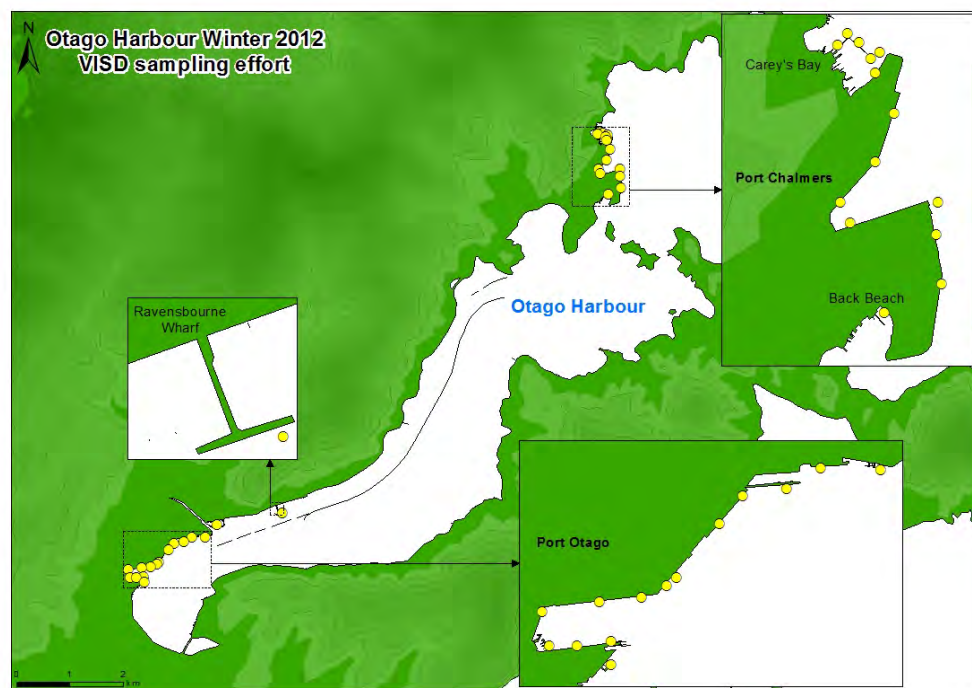 N
Otago Harbour Winter 2012
VISD sampling effort
Carey's Bay
Port Chalmers
Back Beach
Otago Harbour
Ravensbourne
Wharf
Port Otago
0 1 2
km